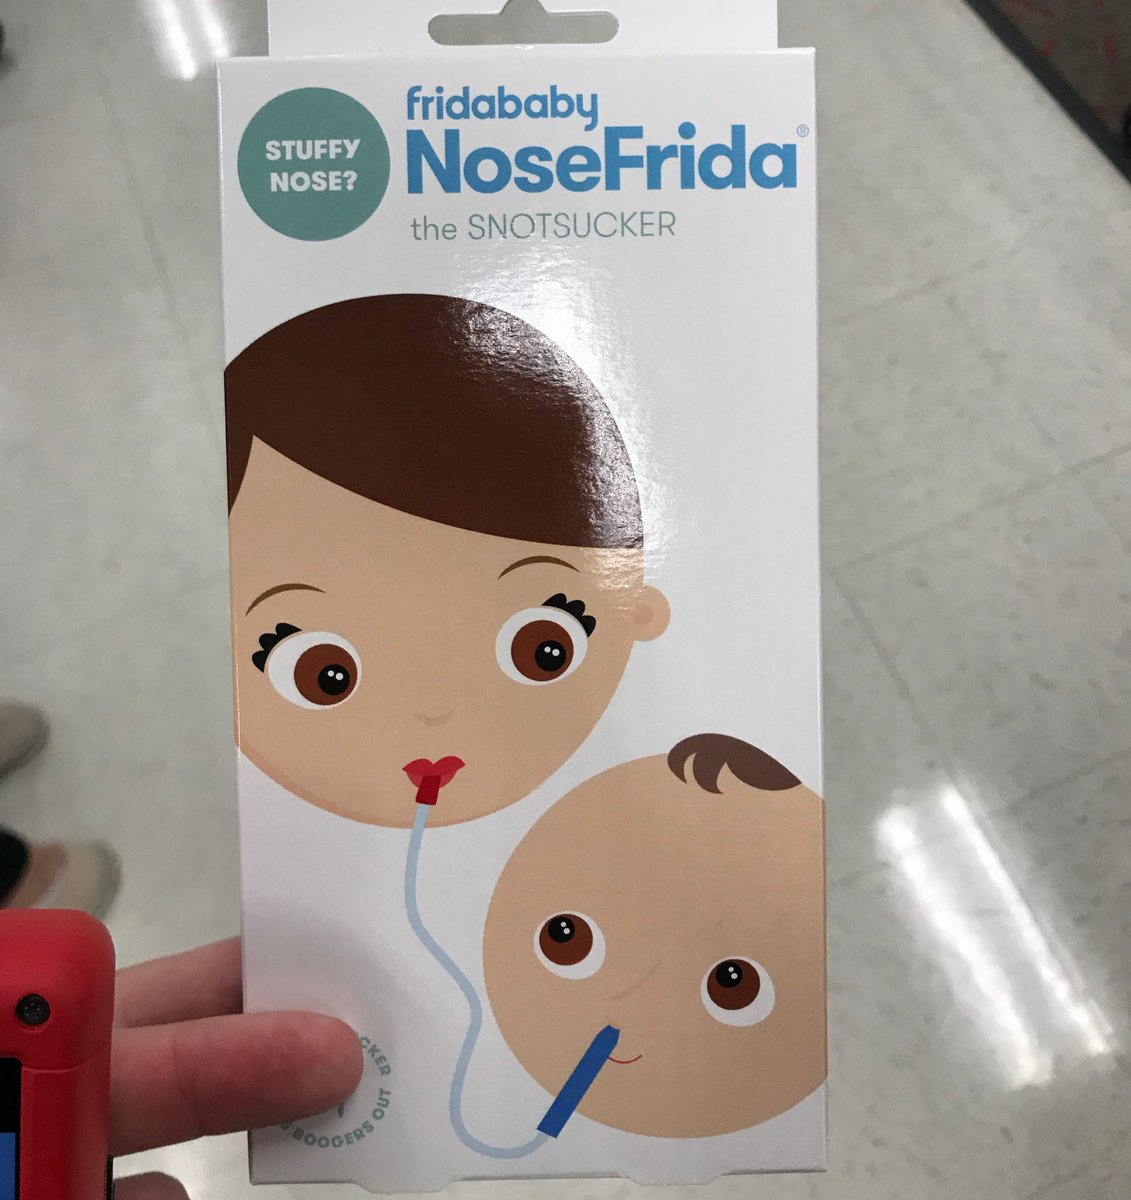 STUFFY
NOSE?
fridababy
NoseFrida®
the SNOTSUCKER
BOOGERS OUT